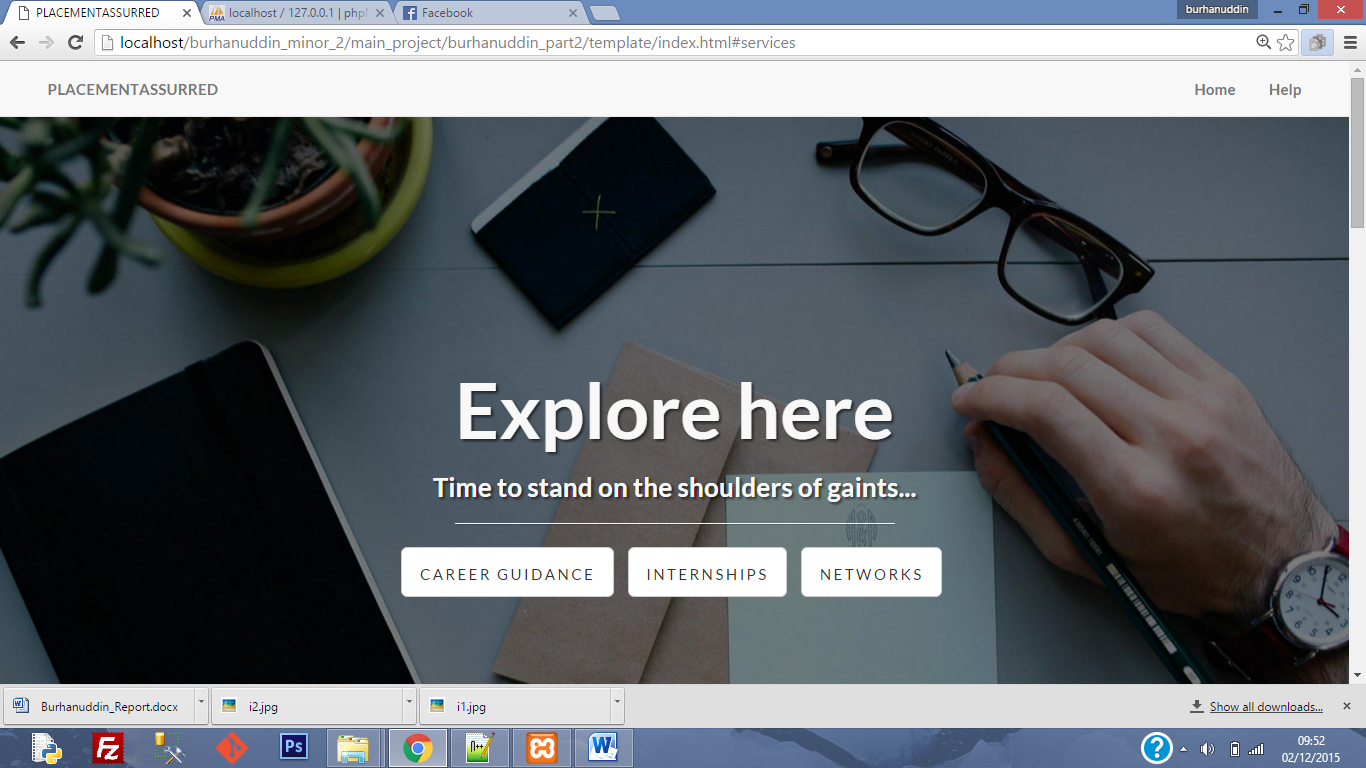 PLACEMENTASSURRED
localhost / 127.0.0.1 | php
Facebook
burhanuddin
localhost/burhanuddin_minor_2/main_project/burhanuddin_part2/template/index.html#services
PLACEMENTASSURRED
Home
Help
Explore here
Time to stand on the shoulders of gaints...
CAREER GUIDANCE
INTERNSHIPS
NETWORKS
Burhanuddin_Report.docx
i2.jpg
i1.jpg
Show all downloads...
09:52
02/12/2015